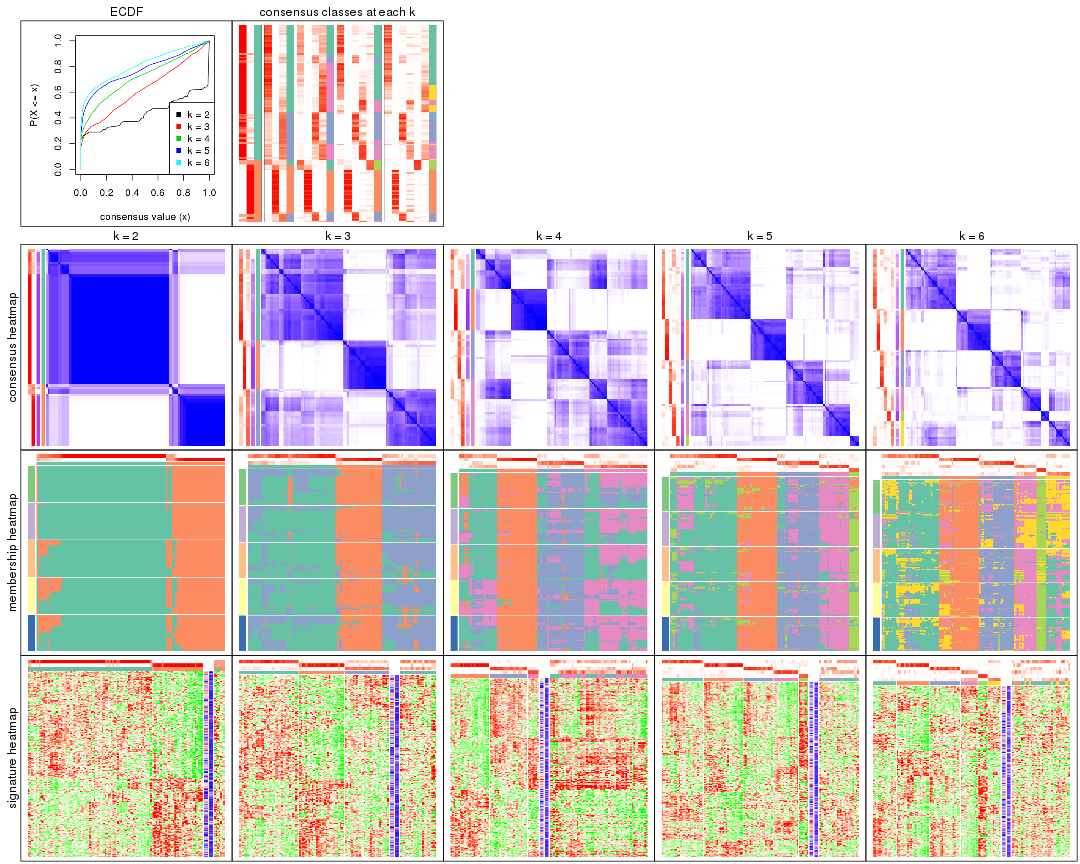 ECDF
consensus classes at each k
P(X <= x)
0.0 0.2 0.4 0.6 0.8 1.0
k = 2
k = 3
k = 4
k = 5
k = 6
0.0 0.2 0.4 0.6 0.8 1.0
consensus value (x)
k = 2 k = 3 k = 4 k = 5 k = 6
consensus heatmap
membership heatmap
signature heatmap